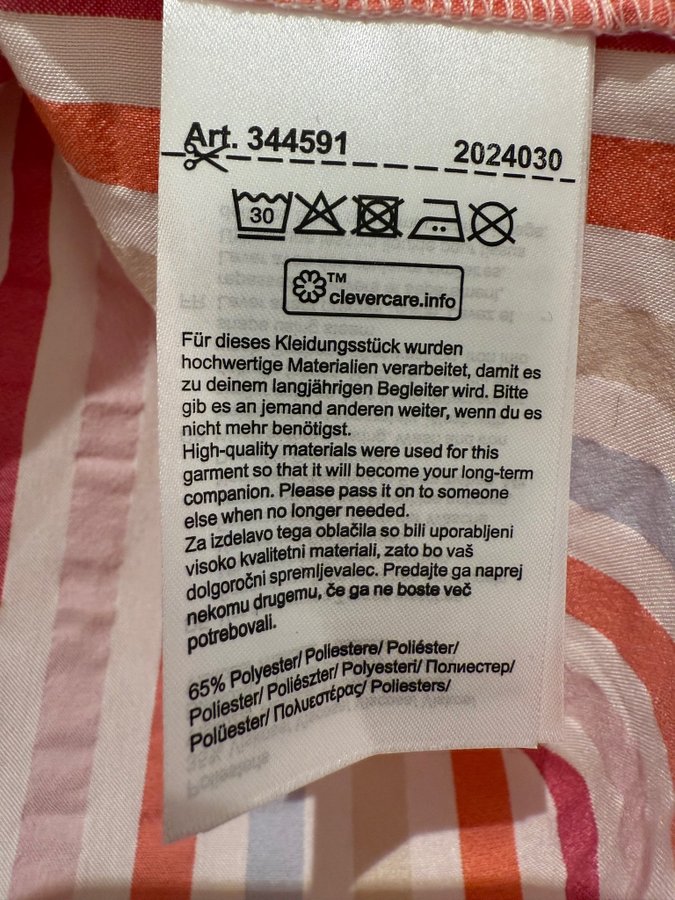 Art. 344591 2024030
30
TM
clevercare.info
Für dieses Kleidungsstück wurden
hochwertige Materialien verarbeitet, damit es
zu deinem langjährigen Begleiter wird. Bitte
gib es an jemand anderen weiter, wenn du es
nicht mehr benötigst.
High-quality materials were used for this
garment so that it will become your long-term
companion. Please pass it on to someone
else when no longer needed.
Za izdelavo tega oblačila so bili uporabljeni
visoko kvalitetni materiali, zato bo vaš
dolgoročni spremljevalec. Predajte ga naprej
nekomu drugemu, če ga ne boste več
potrebovali.
65% Polyester/ Poliestere/ Poliéster/
Poliester/ Poliészter/ Polyesteri/ Полиестер/
Polüester/ Πολυεστέρας/ Poliesters/